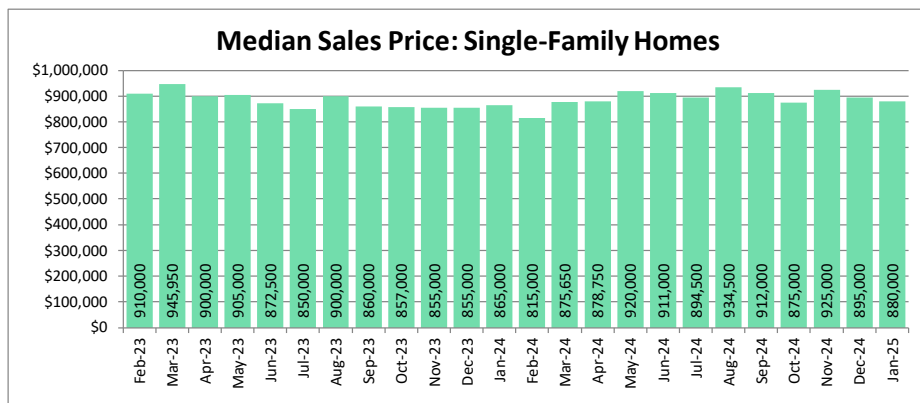 Median Sales Price: Single-Family Homes
$1,000,000
$900,000
$800,000
$700,000
$600,000
$500,000
$400,000
$300,000
$200,000
$100,000
$0
910,000
945,950
900,000
905,000
872,500
850,000
900,000
860,000
857,000
855,000
855,000
865,000
815,000
875,650
878,750
920,000
911,000
894,500
934,500
912,000
875,000
925,000
895,000
880,000
Feb-23
Mar-23
Apr-23
May-23
Jun-23
Jul-23
Aug-23
Sep-23
Oct-23
Nov-23
Dec-23
Jan-24
Feb-24
Mar-24
Apr-24
May-24
Jun-24
Jul-24
Aug-24
Sep-24
Oct-24
Nov-24
Dec-24
Jan-25